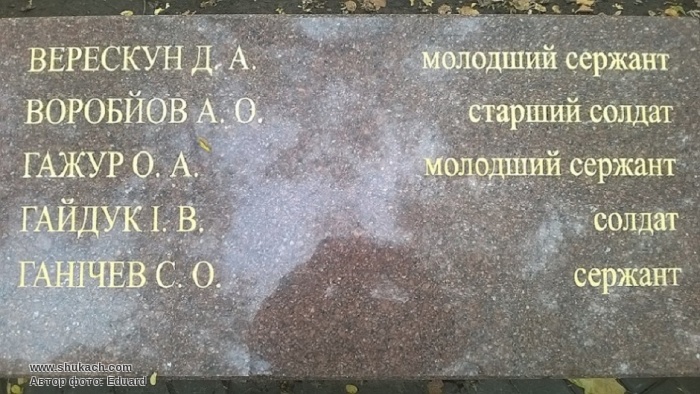 ВЕРЕСКУН Д. А. молодший сержант
ВОРОБЙОВ А. О. старший солдат
ГАЖУР О. А. молодший сержант
ГАЙДУК І. В. солдат
ГАНІЧЕВ С. О. сержант
www.shukach.com
Автор фото: Eduard